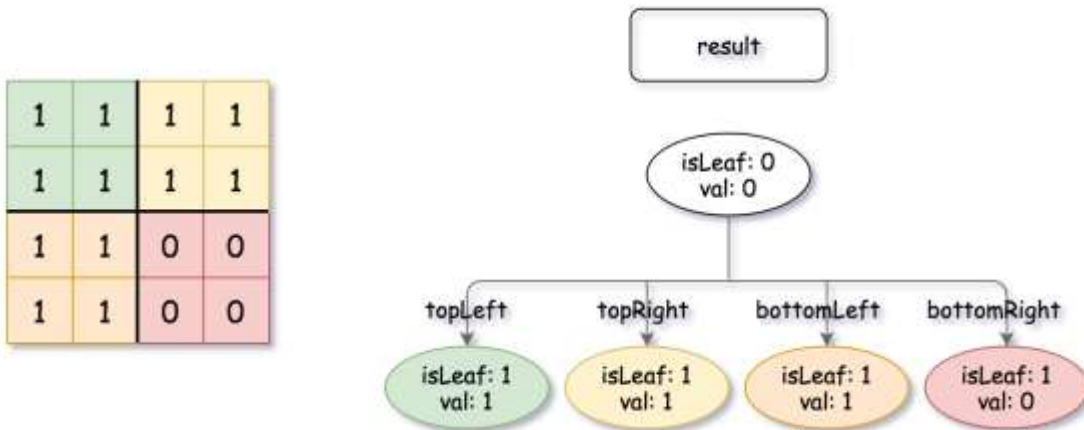 1 1 1 1
1 1 1 1
1 1 0 0
1 1 0 0
result
isLeaf: 0
val: 0
topLeft topRight bottomLeft bottomRight
isLeaf: 1 isLeaf: 1 isLeaf: 1 isLeaf: 1
val: 1 val: 1 val: 1 val: 0